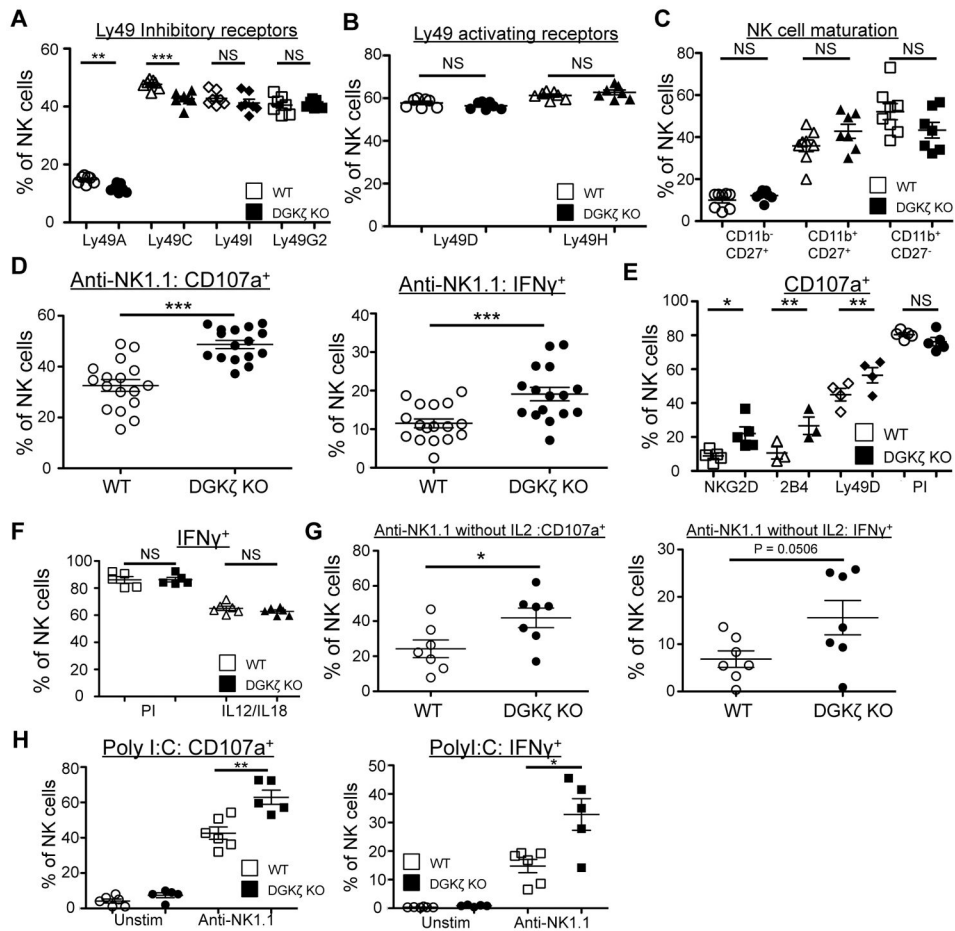 A
Ly49 Inhibitory receptors
** *** NS NS
% of NK cells
60
40
20
0
WT
DGKζ KO
Ly49A Ly49C Ly49I Ly49G2
B
Ly49 activating receptors
NS NS
% of NK cells
80
60
40
20
0
WT
DGKζ KO
Ly49D Ly49H
C
NK cell maturation
NS NS NS
% of NK cells
80
60
40
20
0
WT
DGKζ KO
CD11b- CD11b+ CD11b+
CD27+ CD27+ CD27-
D
Anti-NK1.1: CD107a+
***
% of NK cells
60
40
20
0
WT DGKζ KO
Anti-NK1.1: IFNγ+
***
% of NK cells
40
30
20
10
0
WT DGKζ KO
E
CD107a+
* ** ** NS
% of NK cells
100
80
60
40
20
0
WT
DGKζ KO
NKG2D 2B4 Ly49D PI
F
IFNγ+
NS NS
% of NK cells
100
80
60
40
20
0
WT
DGKζ KO
PI IL12/IL18
G
Anti-NK1.1 without IL2 :CD107a+
*
% of NK cells
80
60
40
20
0
WT DGKζ KO
Anti-NK1.1 without IL2: IFNγ+
P = 0.0506
% of NK cells
30
20
10
0
WT DGKζ KO
H
Poly I:C: CD107a+
**
% of NK cells
80
60
40
20
0
WT
DGKζ KO
Unstim Anti-NK1.1
PolyI:C: IFNγ+
*
% of NK cells
50
40
30
20
10
0
WT
DGKζ KO
Unstim Anti-NK1.1